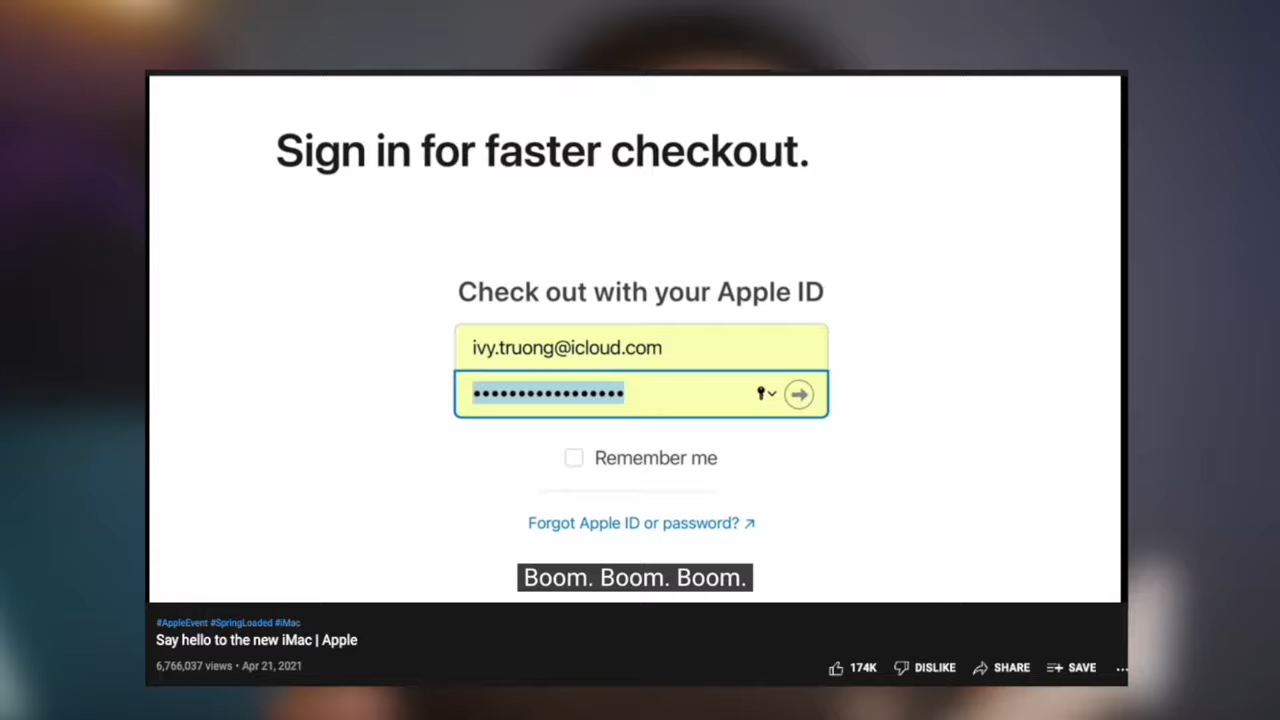 Sign in for faster checkout.
Check out with your Apple ID
ivy.truong@icloud.com
•••••••••••••••••
Remember me
Forgot Apple ID or password? ↗
Boom. Boom. Boom.
#AppleEvent #SpringLoaded #iMac
Say hello to the new iMac | Apple
6,766,037 views • Apr 21, 2021
174K DISLIKE SHARE SAVE ...